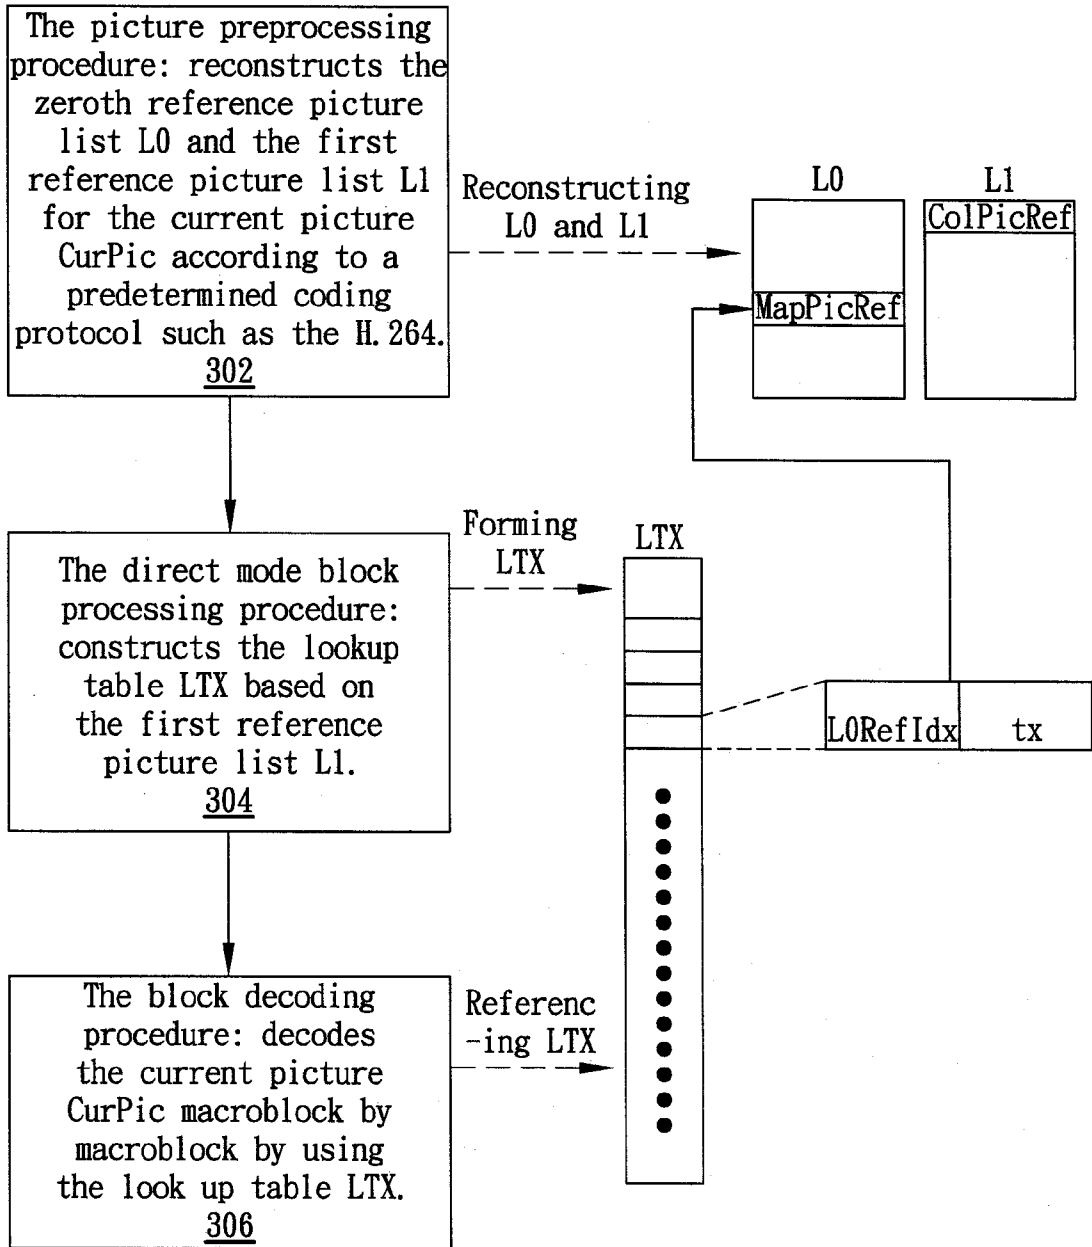 The picture preprocessing
procedure: reconstructs the
zeroth reference picture
list L0 and the first
reference picture list L1
for the current picture
CurPic according to a
predetermined coding
protocol such as the H.264.
302
Reconstructing
L0 and L1
L0
L1
ColPicRef
MapPicRef
The direct mode block
processing procedure:
constructs the lookup
table LTX based on
the first reference
picture list L1.
304
Forming
LTX
LTX
L0RefIdx
tx
The block decoding
procedure: decodes
the current picture
CurPic macroblock by
macroblock by using
the look up table LTX.
306
Referenc
-ing LTX